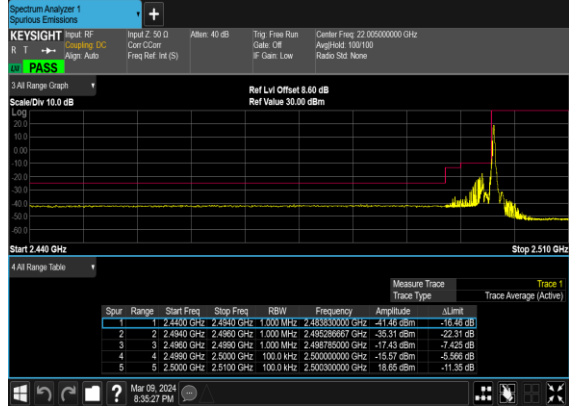 Spectrum Analyzer 1
Spurious Emissions
+
KEYSIGHT Input: RF Input Z: 50 Ω Atten: 40 dB Trig: Free Run Center Freq: 22.005000000 GHz
R T Coupling: DC Corr CCorr Gate: Off Avg|Hold: 100/100
Align: Auto Freq Ref: Int (S) IF Gain: Low Radio Std: None
PASS
3 All Range Graph
Ref Lvl Offset 8.60 dB
Scale/Div 10.0 dB Ref Value 30.00 dBm
Log
20.0
10.0
0.00
-10.0
-20.0
-30.0
-40.0
-50.0
-60.0
Start 2.440 GHz Stop 2.510 GHz
4 All Range Table
Measure Trace Trace 1
Trace Type Trace Average (Active)
Spur Range Start Freq Stop Freq RBW Frequency Amplitude ΔLimit
1 1 2.4400 GHz 2.4940 GHz 1.000 MHz 2.483830000 GHz -41.46 dBm -16.46 dB
2 2 2.4940 GHz 2.4960 GHz 1.000 MHz 2.495286667 GHz -35.31 dBm -22.31 dB
3 3 2.4960 GHz 2.4990 GHz 1.000 MHz 2.498785000 GHz -17.43 dBm -7.425 dB
4 4 2.4990 GHz 2.5000 GHz 100.0 kHz 2.500000000 GHz -15.57 dBm -5.566 dB
5 5 2.5000 GHz 2.5100 GHz 100.0 kHz 2.500300000 GHz 18.65 dBm -11.35 dB
?
Mar 09, 2024
8:35:27 PM